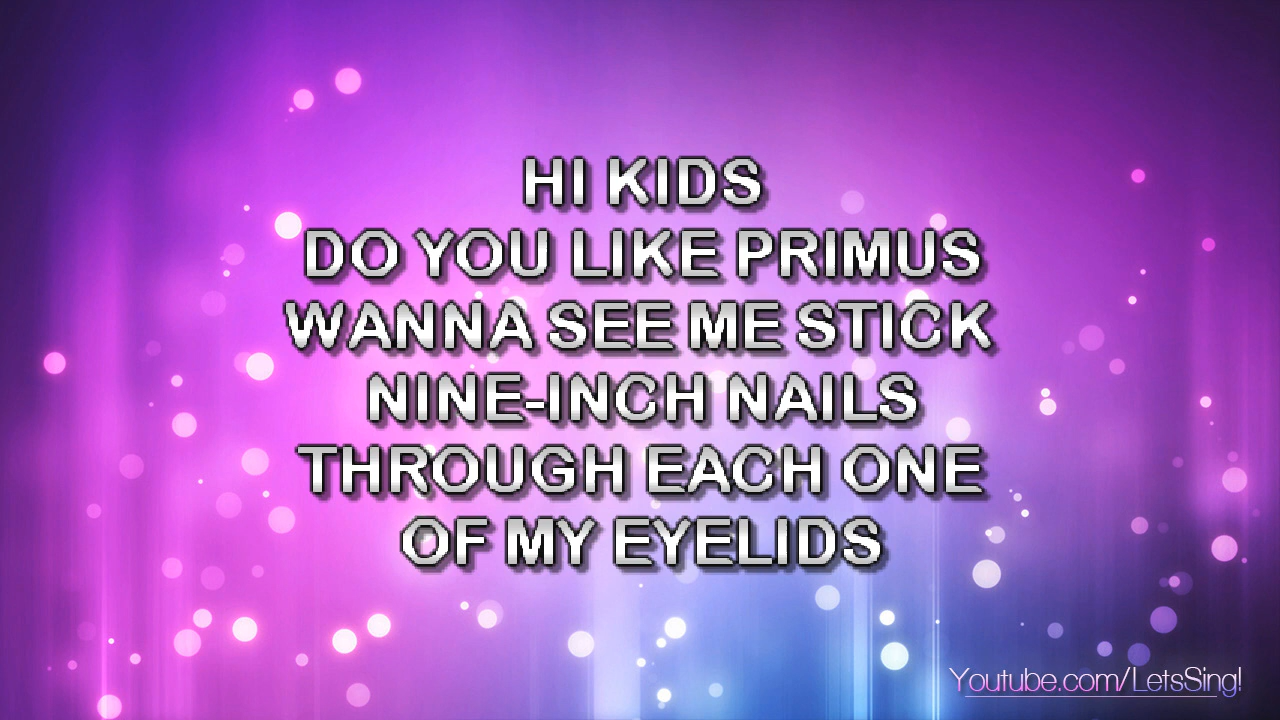 HI KIDS
DO YOU LIKE PRIMUS
WANNA SEE ME STICK
NINE-INCH NAILS
THROUGH EACH ONE
OF MY EYELIDS
Youtube.com/LetsSing!